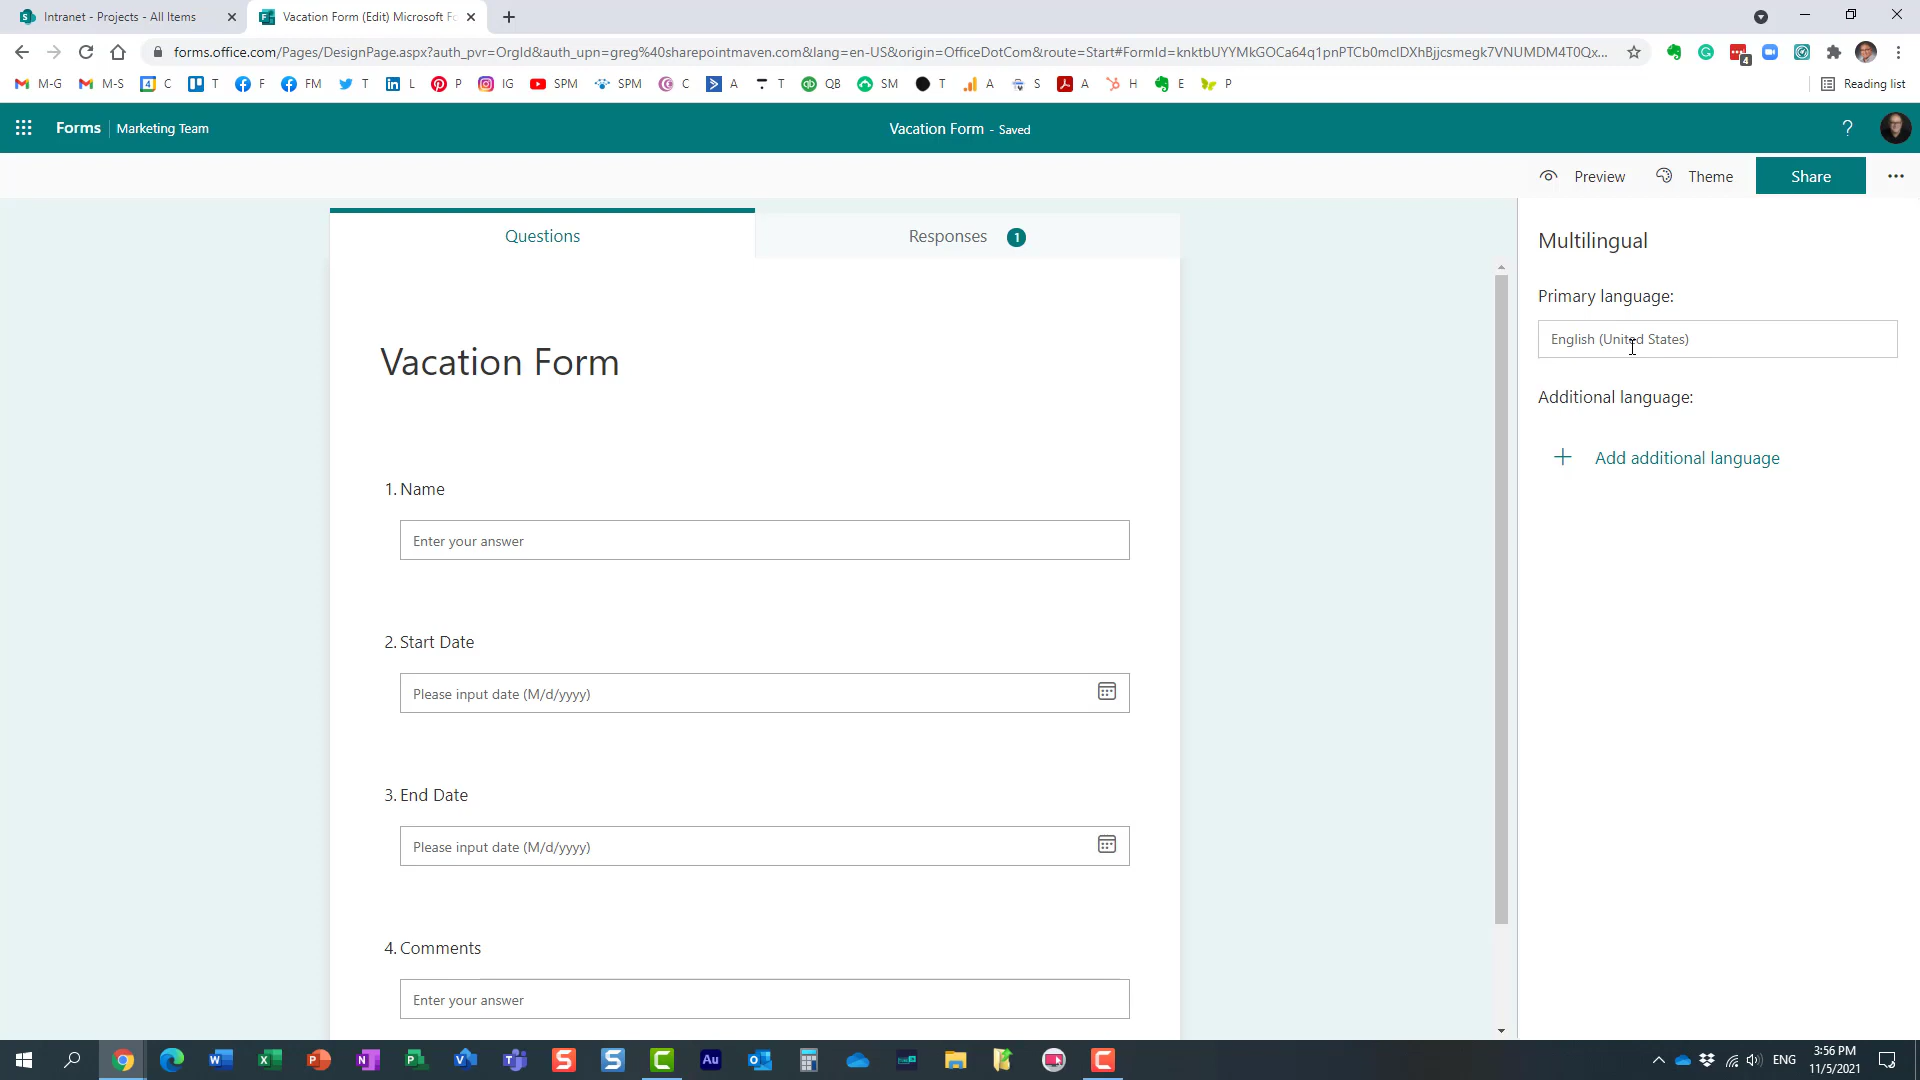 Intranet - Projects - All Items
Vacation Form (Edit) Microsoft Fo
forms.office.com/Pages/DesignPage.aspx?auth_pvr=OrgId&auth_upn=greg%40sharepointmaven.com&lang=en-US&origin=OfficeDotCom&route=Start#FormId=knktbUYYMkGOCa64q1pnPTCb0mcIDXhBjjcsmegk7VNUMDM4T0Qx...
4
M-G M-S 4 C T F FM T L P IG SPM SPM C A T QB SM T A S A H E P Reading list
Forms Marketing Team Vacation Form - Saved ?
Preview Theme Share
Questions Responses 1
Multilingual
Primary language:
English (United States)
Additional language:
Add additional language
Vacation Form
1. Name
Enter your answer
2. Start Date
Please input date (M/d/yyyy)
3. End Date
Please input date (M/d/yyyy)
4. Comments
Enter your answer
ENG 3:56 PM
11/5/2021